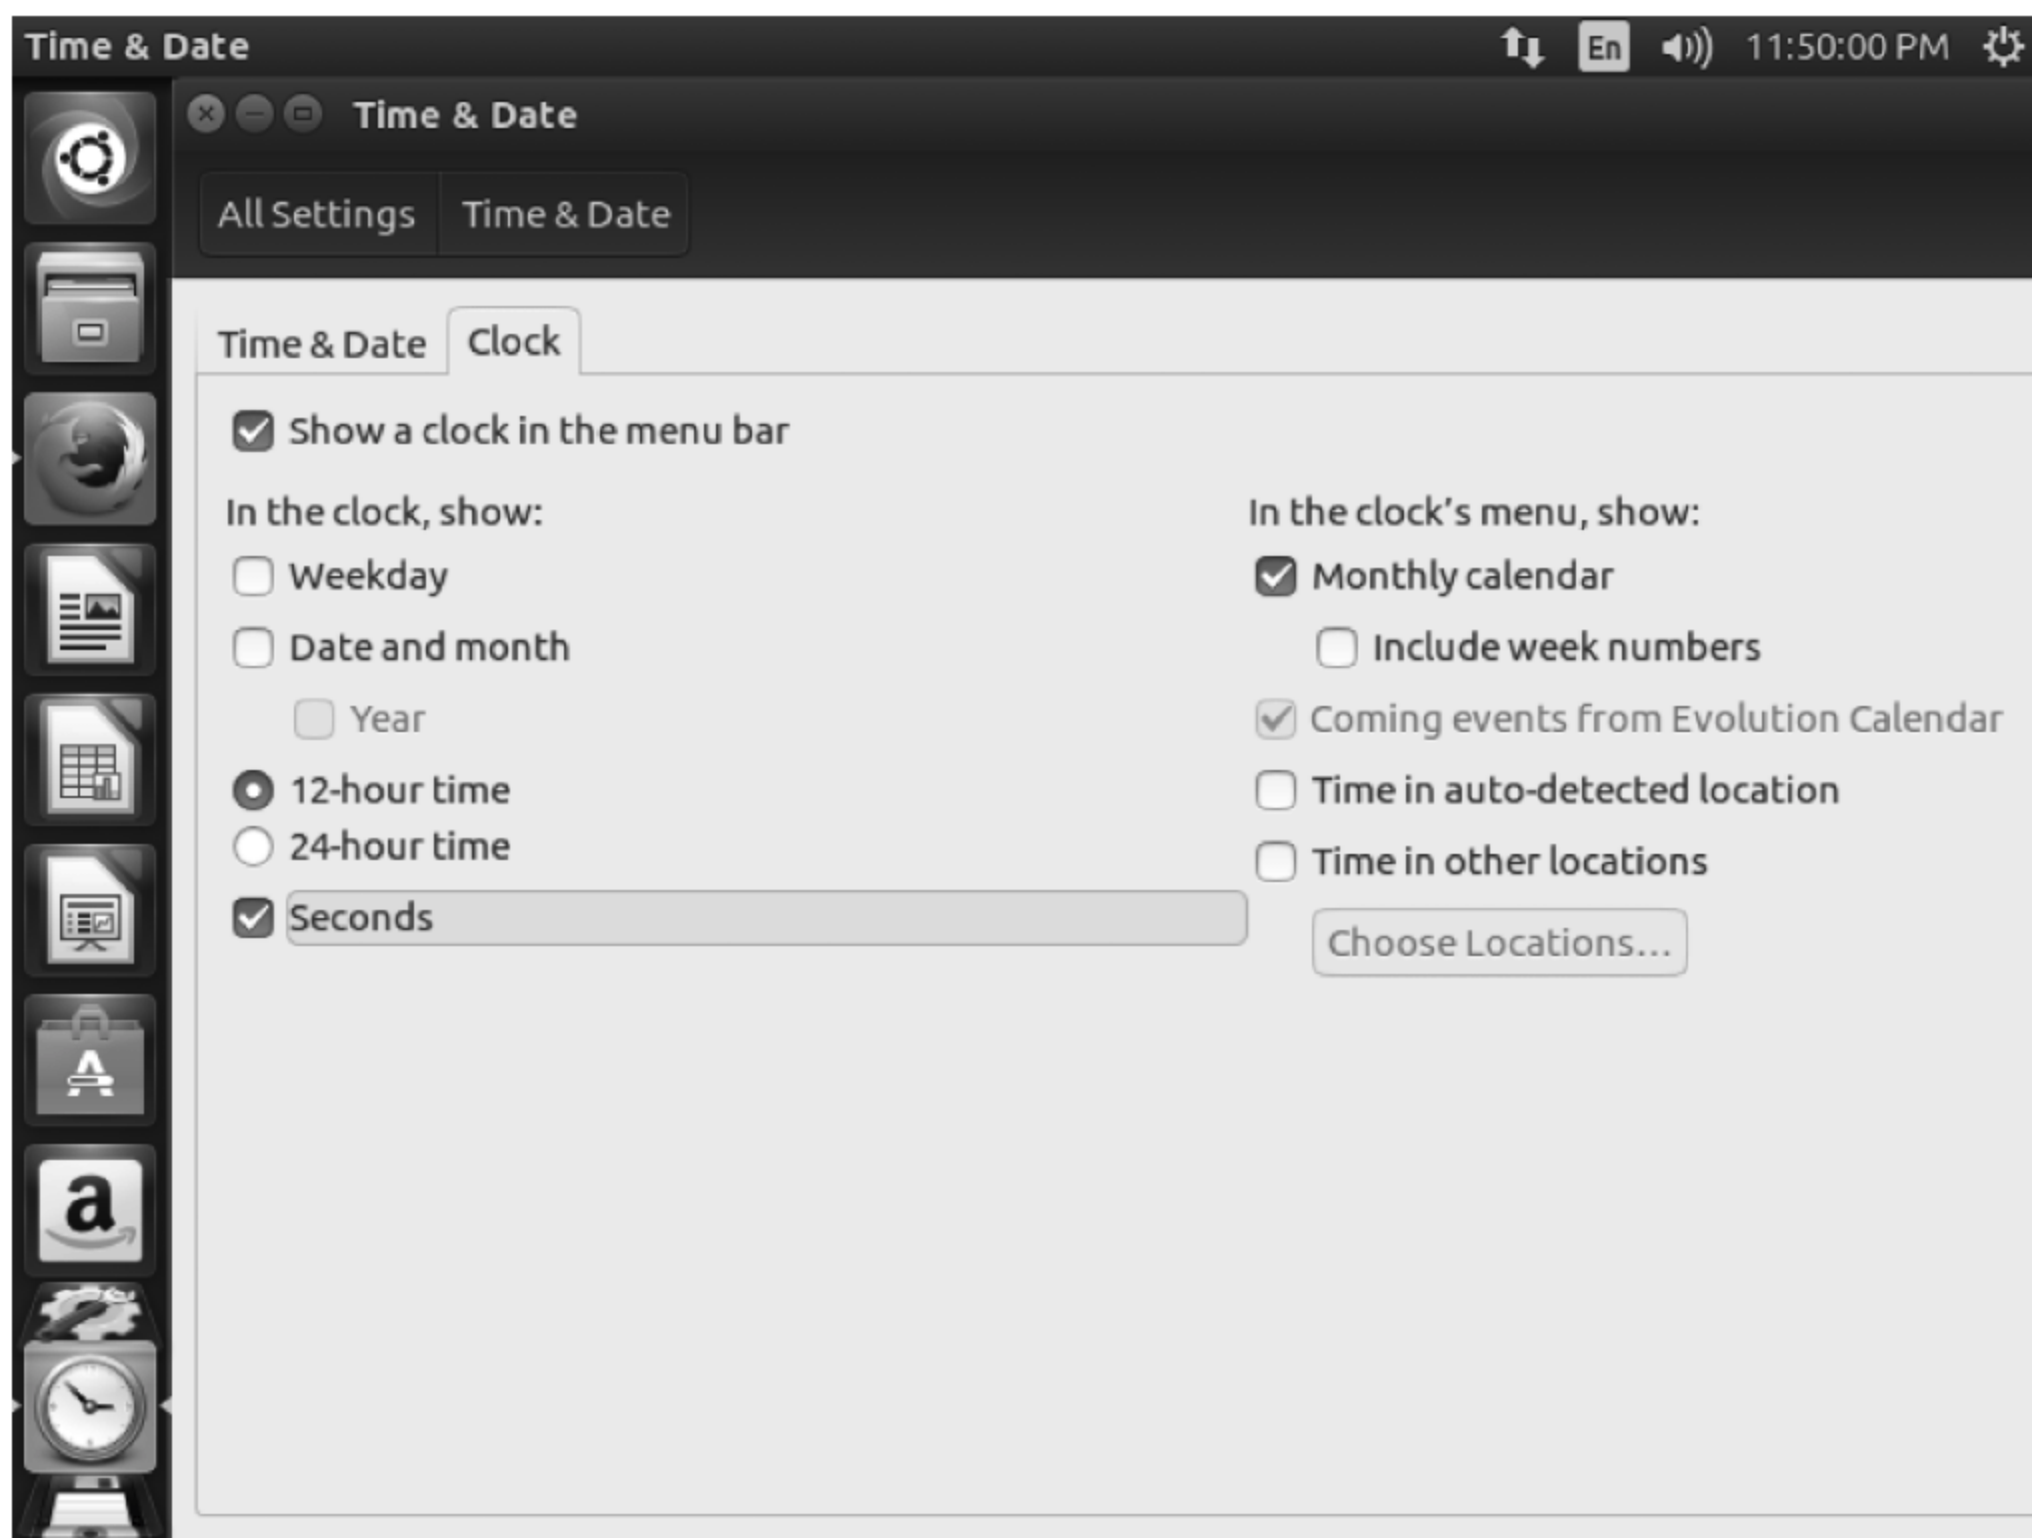 Time & Date
En
11:50:00 PM
Time & Date
All Settings
Time & Date
Time & Date
Clock
Show a clock in the menu bar
In the clock, show:
Weekday
Date and month
Year
12-hour time
24-hour time
Seconds
In the clock’s menu, show:
Monthly calendar
Include week numbers
Coming events from Evolution Calendar
Time in auto-detected location
Time in other locations
Choose Locations…
a